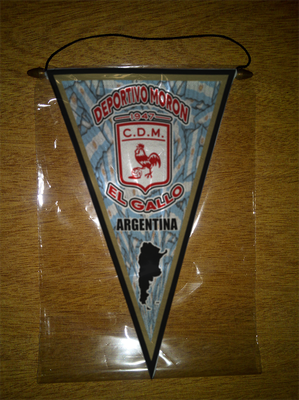 DEPORTIVO MORON
1947
C.D.M.
EL GALLO
ARGENTINA